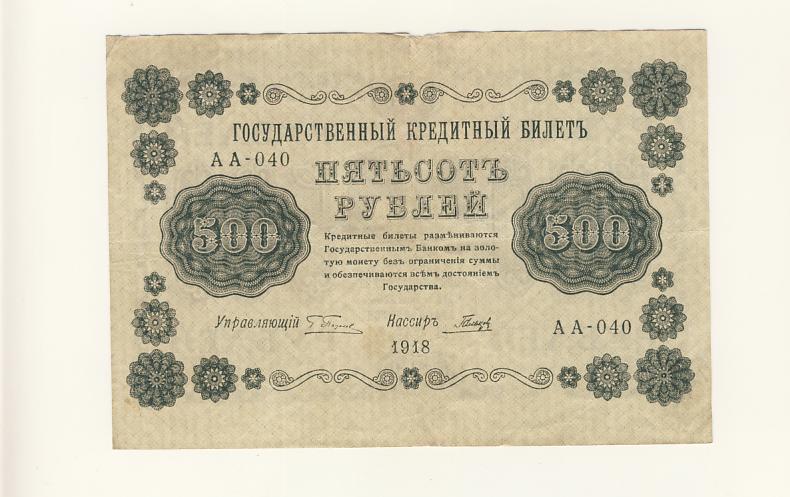 ГОСУДАРСТВЕННЫЙ КРЕДИТНЫЙ БИЛЕТЪ
АА-040
ПЯТЬСОТЪ
РУБЛЕЙ
500
500
Кредитные билеты размѣниваются
Государственнымъ Банкомъ на золо-
тую монету безъ ограниченія суммы
и обезпечиваются всѣмъ достояніемъ
Государства.
Управляющій
Кассиръ
АА-040
1918